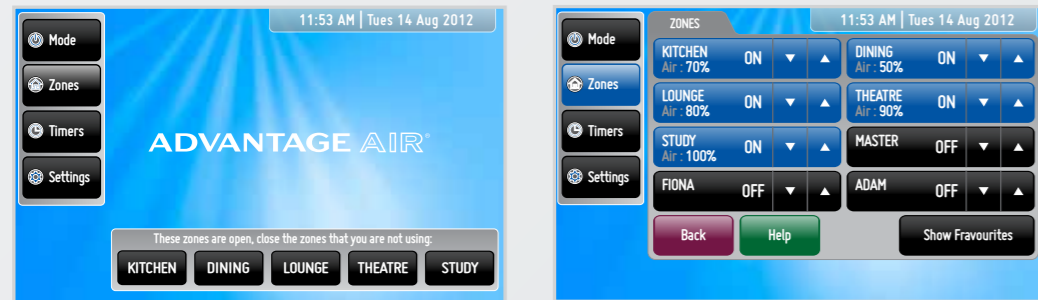 11:53 AM | Tues 14 Aug 2012
Mode
Zones
Timers
Settings
ADVANTAGE AIR®
These zones are open, close the zones that you are not using:
KITCHEN DINING LOUNGE THEATRE STUDY
ZONES 11:53 AM | Tues 14 Aug 2012
Mode
Zones
Timers
Settings
KITCHEN
Air : 70%
ON
DINING
Air : 50%
ON
LOUNGE
Air : 80%
ON
THEATRE
Air : 90%
ON
STUDY
Air : 100%
ON
MASTER OFF
FIONA OFF
ADAM OFF
Back Help Show Fravourites